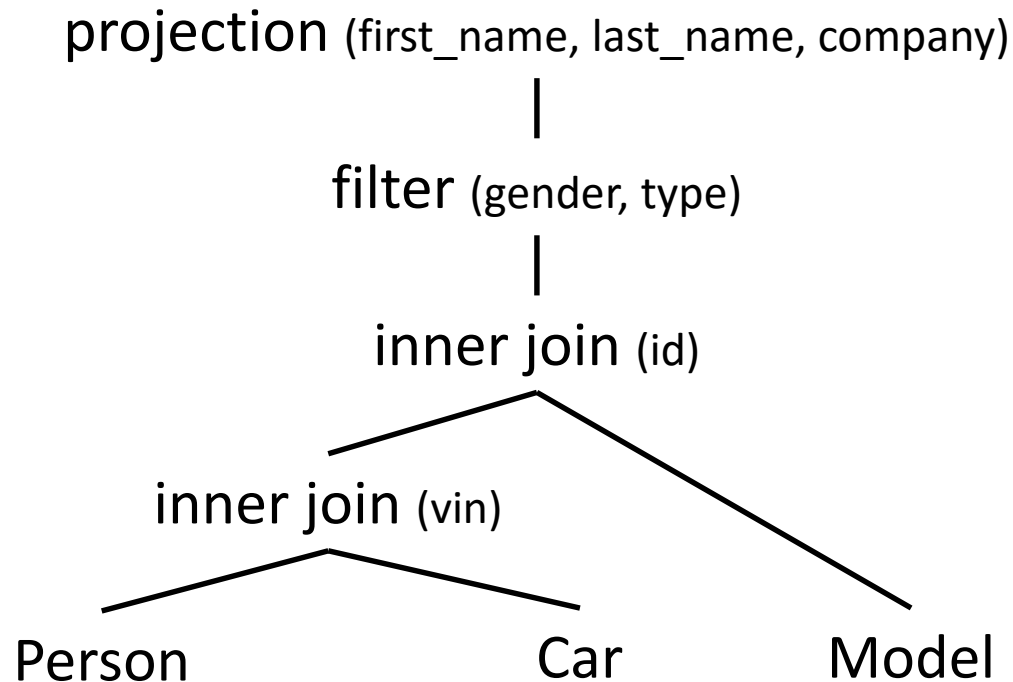 projection (first_name, last_name, company)
filter (gender, type)
inner join (id)
inner join (vin)
Person Car Model